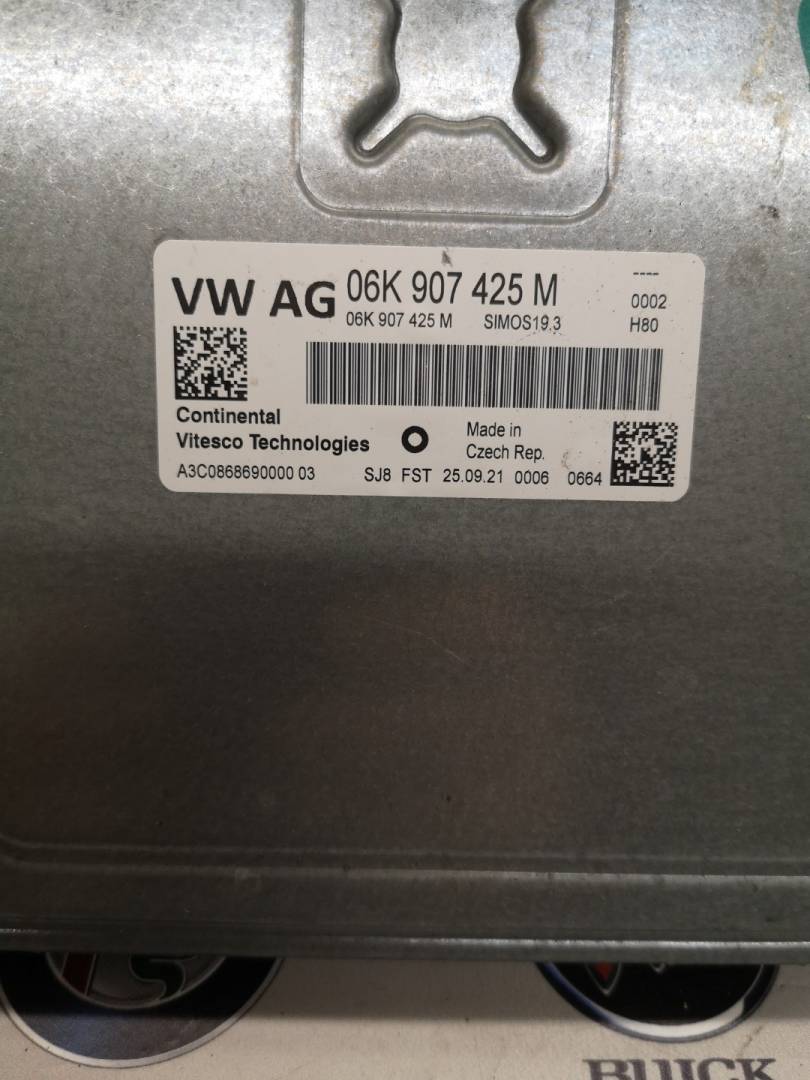 VW AG 06K 907 425 M ----
06K 907 425 M SIMOS19.3 0002
H80
Continental
Vitesco Technologies
Made in
Czech Rep.
A3C0868690000 03 SJ8 FST 25.09.21 0006 0664
BUICK